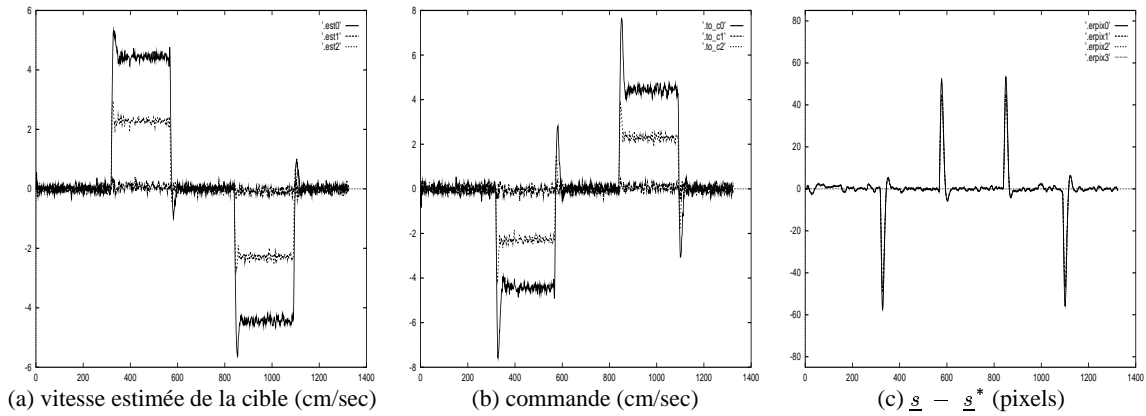 6
4
2
0
-2
-4
-6
0 200 400 600 800 1000 1200 1400
'.est0'
'.est1'
'.est2'
(a) vitesse estimée de la cible (cm/sec)
8
6
4
2
0
-2
-4
-6
-8
0 200 400 600 800 1000 1200 1400
'.to_c0'
'.to_c1'
'.to_c2'
(b) commande (cm/sec)
80
60
40
20
0
-20
-40
-60
-80
0 200 400 600 800 1000 1200 1400
'.erpix0'
'.erpix1'
'.erpix2'
'.erpix3'
(c) s − s* (pixels)